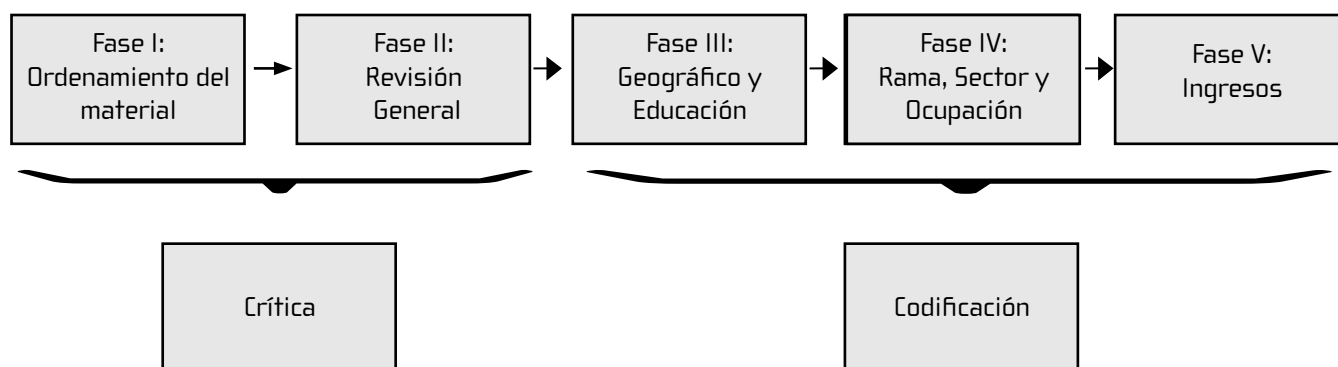 Fase I:
Ordenamiento del
material
Fase II:
Revisión
General
Fase III:
Geográfico y
Educación
Fase IV:
Rama, Sector y
Ocupación
Fase V:
Ingresos
Crítica
Codificación